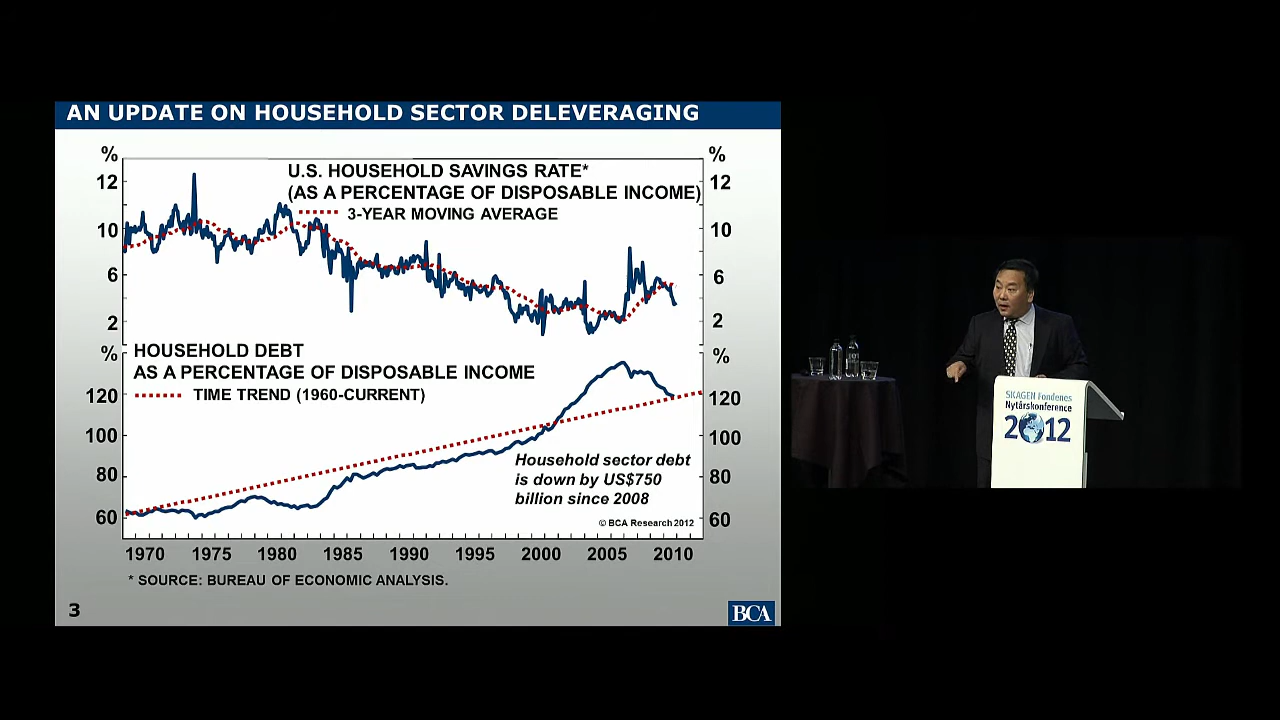 AN UPDATE ON HOUSEHOLD SECTOR DELEVERAGING
% %
U.S. HOUSEHOLD SAVINGS RATE*
12 12
(AS A PERCENTAGE OF DISPOSABLE INCOME)
3-YEAR MOVING AVERAGE
10 10
6 6
2 2
% %
HOUSEHOLD DEBT
AS A PERCENTAGE OF DISPOSABLE INCOME
TIME TREND (1960-CURRENT)
120 120
100 100
Household sector debt
is down by US$750
billion since 2008
80 80
60 60
© BCA Research 2012
1970 1975 1980 1985 1990 1995 2000 2005 2010
* SOURCE: BUREAU OF ECONOMIC ANALYSIS.
3
BCA
SKAGEN Fondenes
Nytårskonference
2012